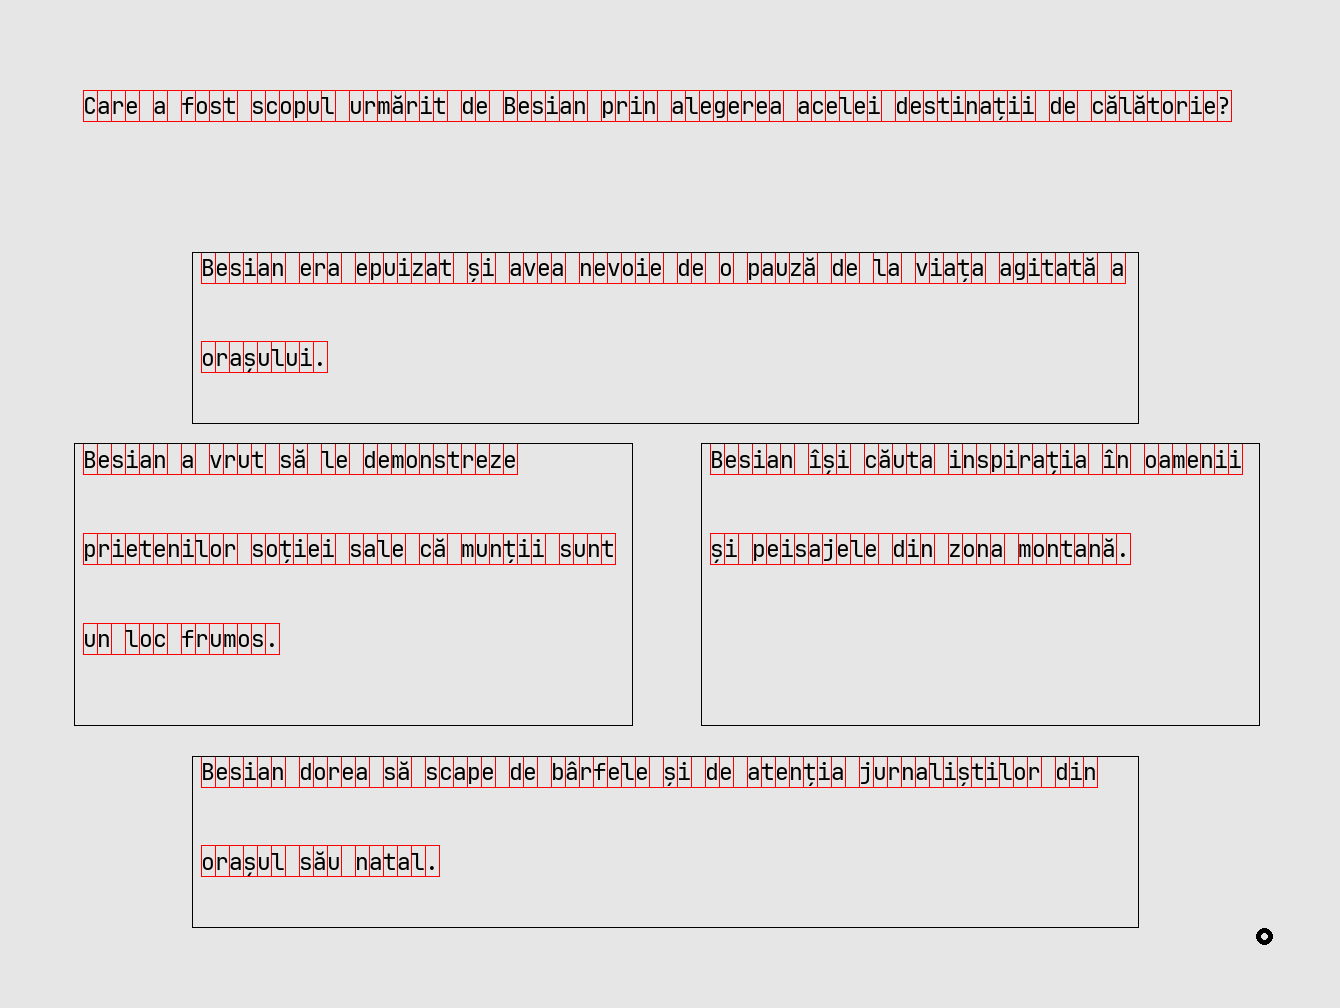 Care a fost scopul urmărit de Besian prin alegerea acelei destinații de călătorie?
Besian era epuizat și avea nevoie de o pauză de la viața agitată a
orașului.
Besian a vrut să le demonstreze
prietenilor soției sale că munții sunt
un loc frumos.
Besian își căuta inspirația în oamenii
și peisajele din zona montană.
Besian dorea să scape de bârfele și de atenția jurnaliștilor din
orașul său natal.